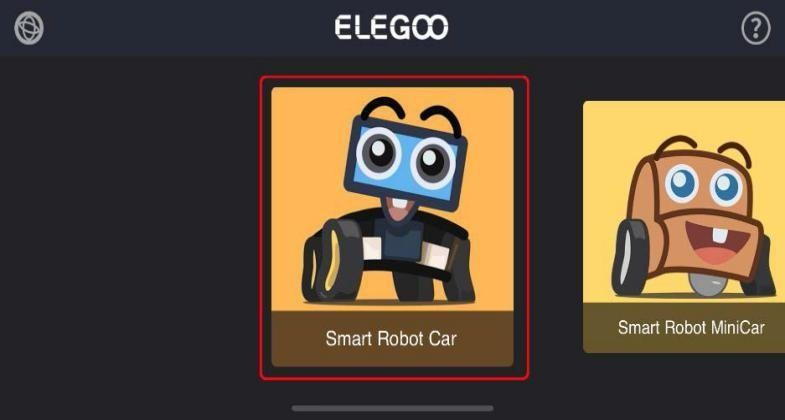 ELEGOO
?
Smart Robot Car
Smart Robot MiniCar